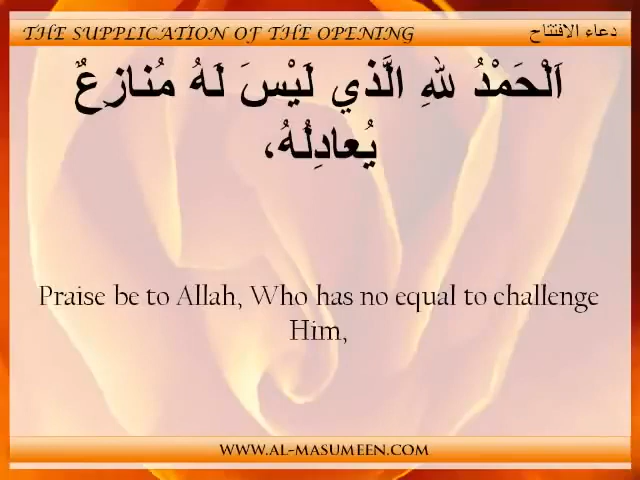 THE SUPPLICATION OF THE OPENING دعاء الافتتاح
اَلْحَمْدُ للهِ الَّذي لَيْسَ لَهُ مُنازِعٌ
يُعادِلُهُ،
Praise be to Allah, Who has no equal to challenge
Him,
WWW.AL-MASUMEEN.COM